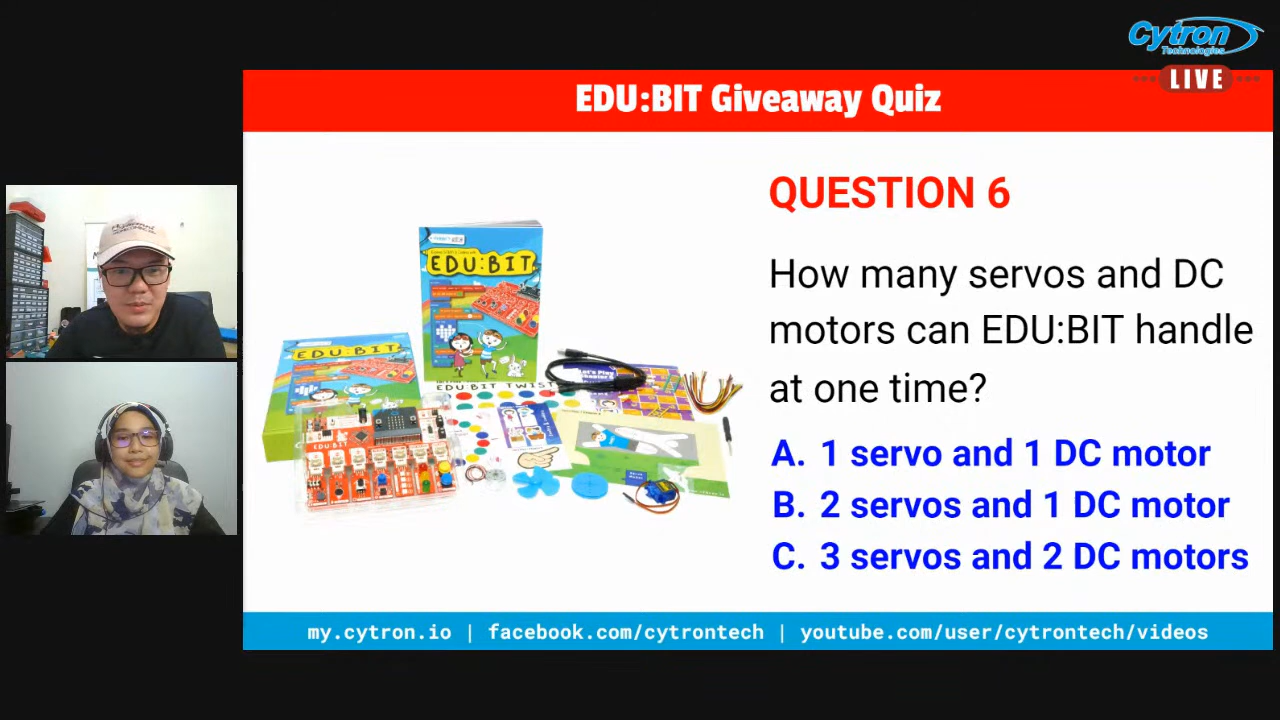 Cytron
Technologies
LIVE
EDU:BIT Giveaway Quiz
QUESTION 6
How many servos and DC
motors can EDU:BIT handle
at one time?
A. 1 servo and 1 DC motor
B. 2 servos and 1 DC motor
C. 3 servos and 2 DC motors
EDU:BIT
EDU:BIT
EDU:BIT TWIST
EDU:BIT
my.cytron.io | facebook.com/cytrontech | youtube.com/user/cytrontech/videos